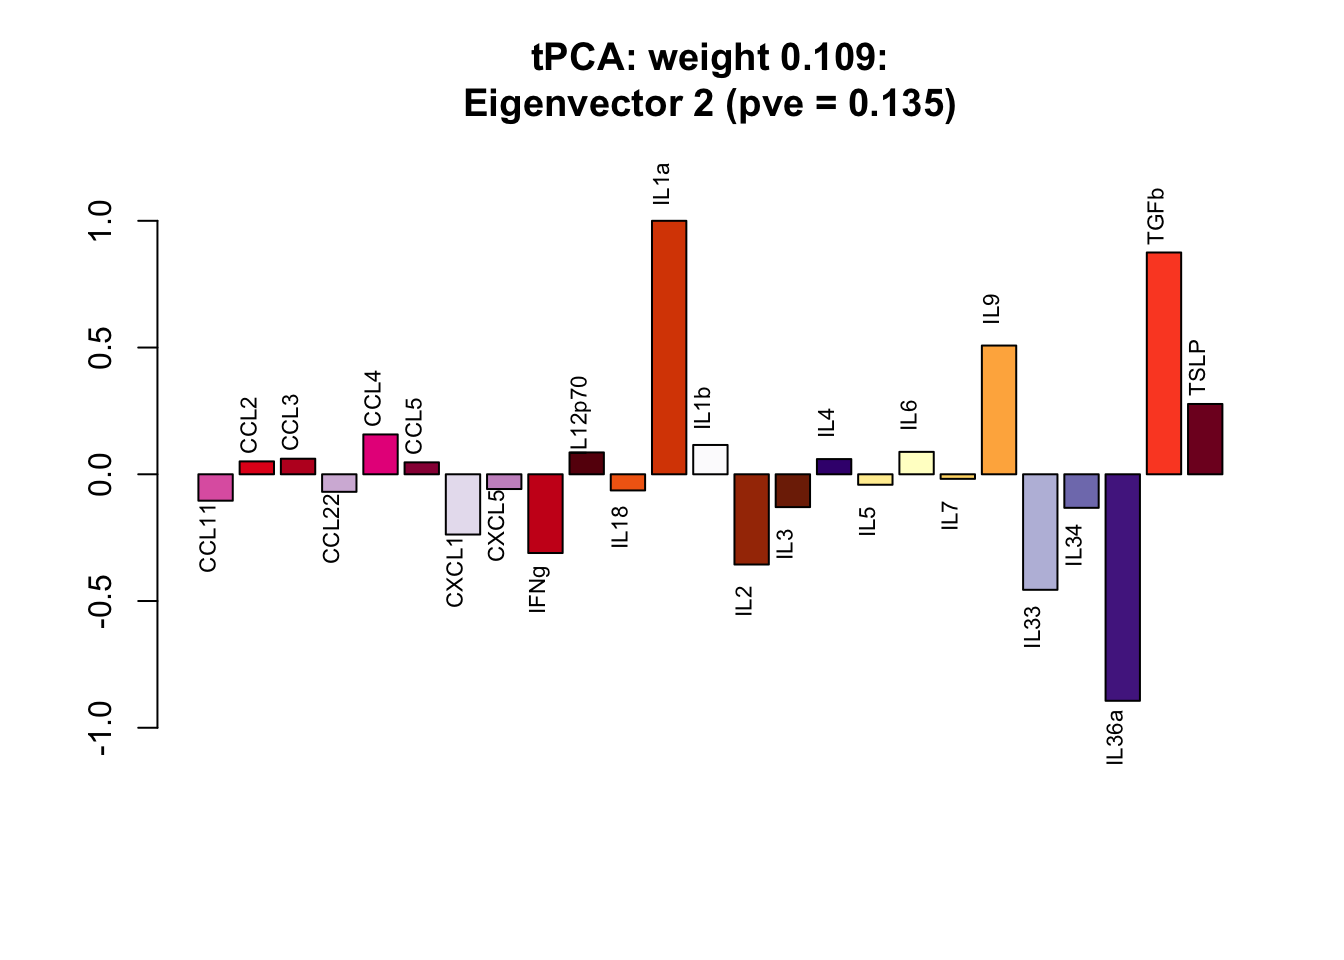 tPCA: weight 0.109:
Eigenvector 2 (pve = 0.135)
1.0
0.5
0.0
-0.5
-1.0
CCL11
CCL2
CCL3
CCL22
CCL4
CCL5
CXCL1
CXCL5
IFNg
L12p70
IL18
IL1a
IL1b
IL2
IL3
IL4
IL5
IL6
IL7
IL9
IL33
IL34
IL36a
TGFb
TSLP